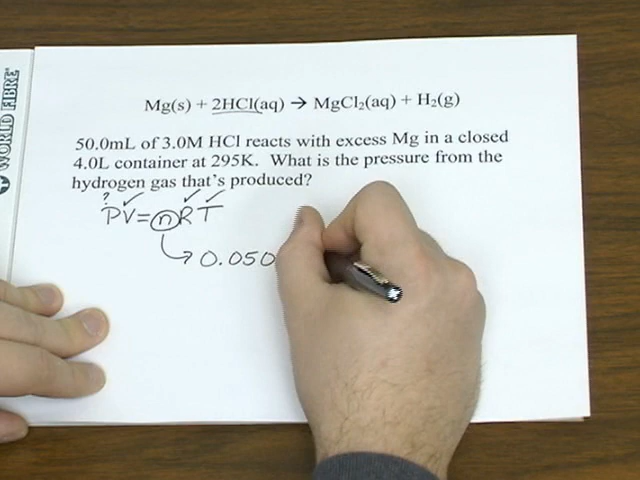 WORLD FIBRE
Mg(s) + 2HCl(aq) → MgCl₂(aq) + H₂(g)
50.0mL of 3.0M HCl reacts with excess Mg in a closed
4.0L container at 295K. What is the pressure from the
hydrogen gas that's produced?
? ✓ ✓ ✓
PV=nRT
↳ 0.050